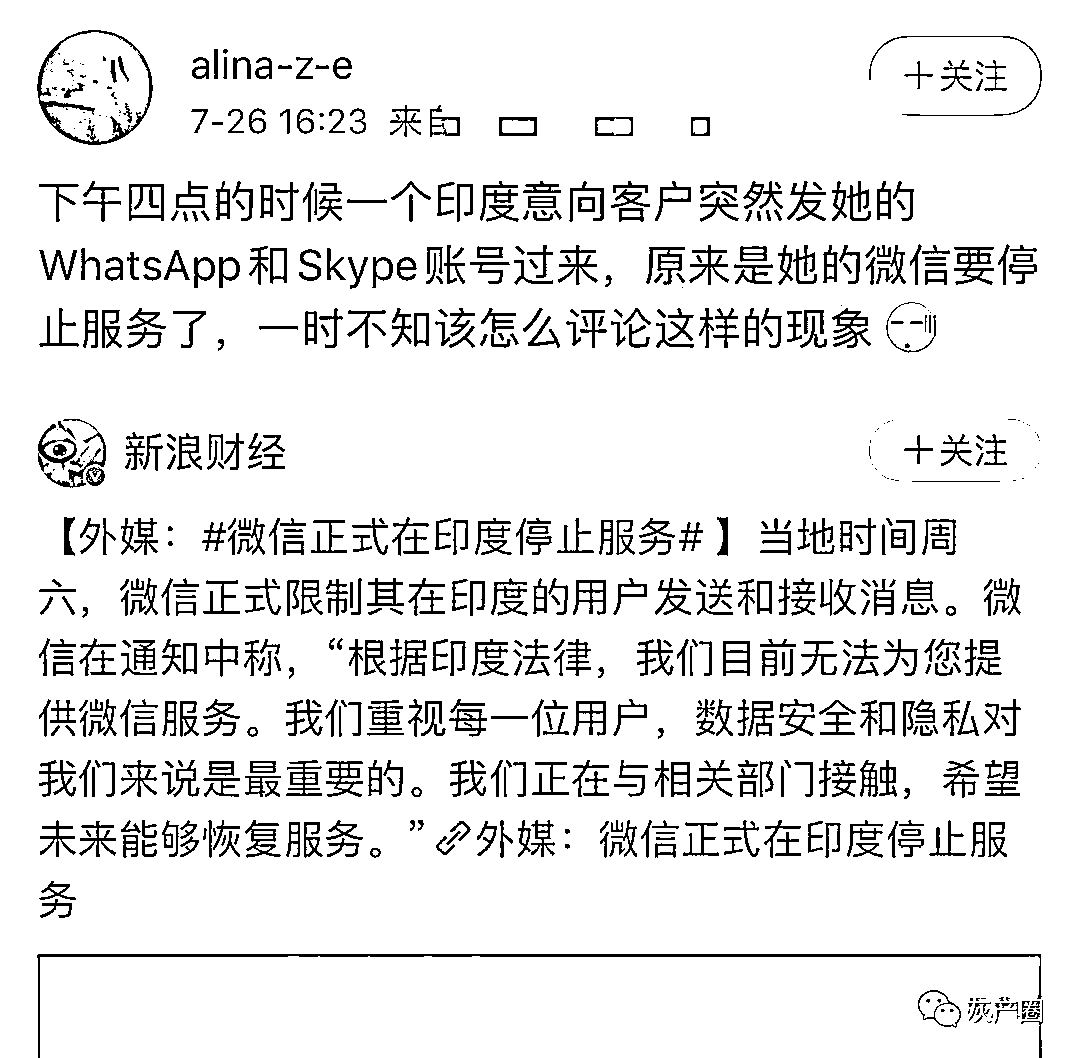 alina-z-e
+关注
7-26 16:23 来自
下午四点的时候一个印度意向客户突然发她的
WhatsApp和Skype账号过来，原来是她的微信要停
止服务了，一时不知该怎么评论这样的现象
新浪财经
+关注
【外媒：#微信正式在印度停止服务#】当地时间周
六，微信正式限制其在印度的用户发送和接收消息。微
信在通知中称，“根据印度法律，我们目前无法为您提
供微信服务。我们重视每一位用户，数据安全和隐私对
我们来说是最重要的。我们正在与相关部门接触，希望
未来能够恢复服务。”外媒：微信正式在印度停止服
务
灰产圈